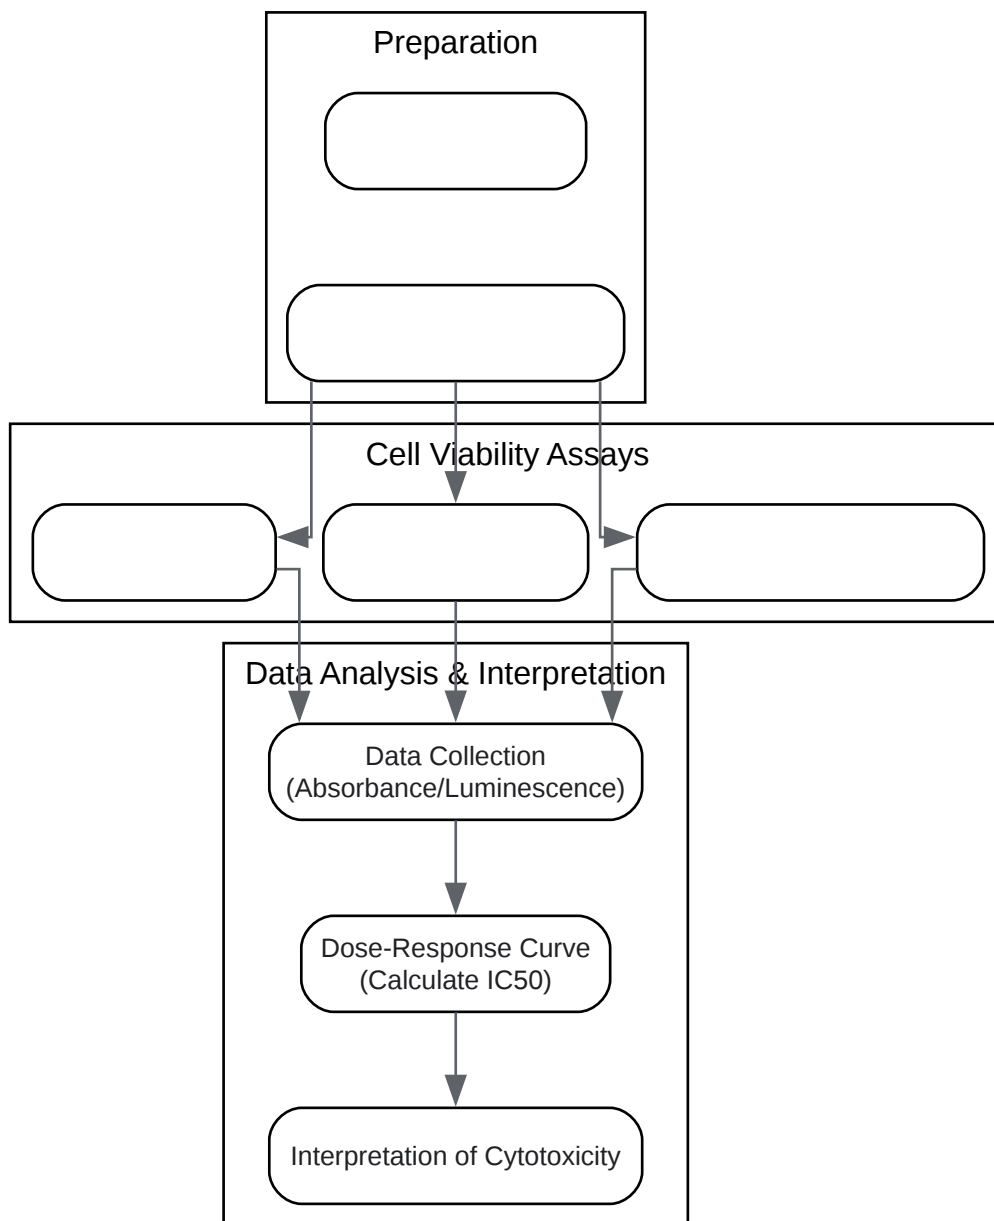 Preparation
Cell Viability Assays
Data Analysis & Interpretation
Data Collection
(Absorbance/Luminescence)
Dose-Response Curve
(Calculate IC50)
Interpretation of Cytotoxicity